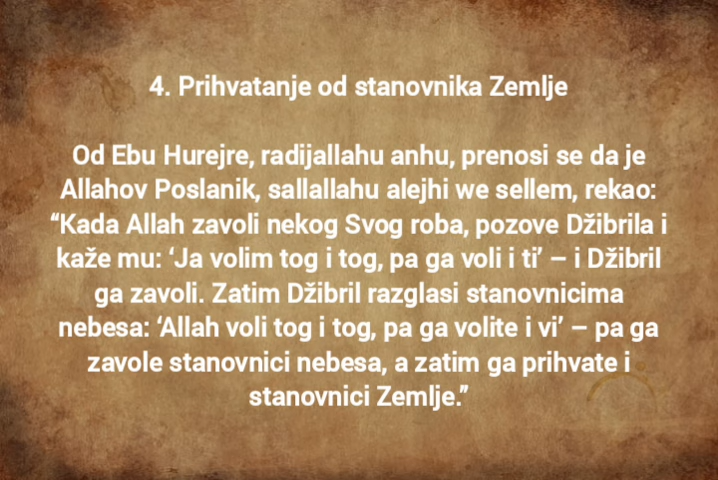 4. Prihvatanje od stanovnika Zemlje
Od Ebu Hurejre, radijallahu anhu, prenosi se da je
Allahov Poslanik, sallallahu alejhi we sellem, rekao:
“Kada Allah zavoli nekog Svog roba, pozove Džibrila i
kaže mu: ‘Ja volim tog i tog, pa ga voli i ti’ – i Džibril
ga zavoli. Zatim Džibril razglasi stanovnicima
nebesa: ‘Allah voli tog i tog, pa ga volite i vi’ – pa ga
zavole stanovnici nebesa, a zatim ga prihvate i
stanovnici Zemlje.”